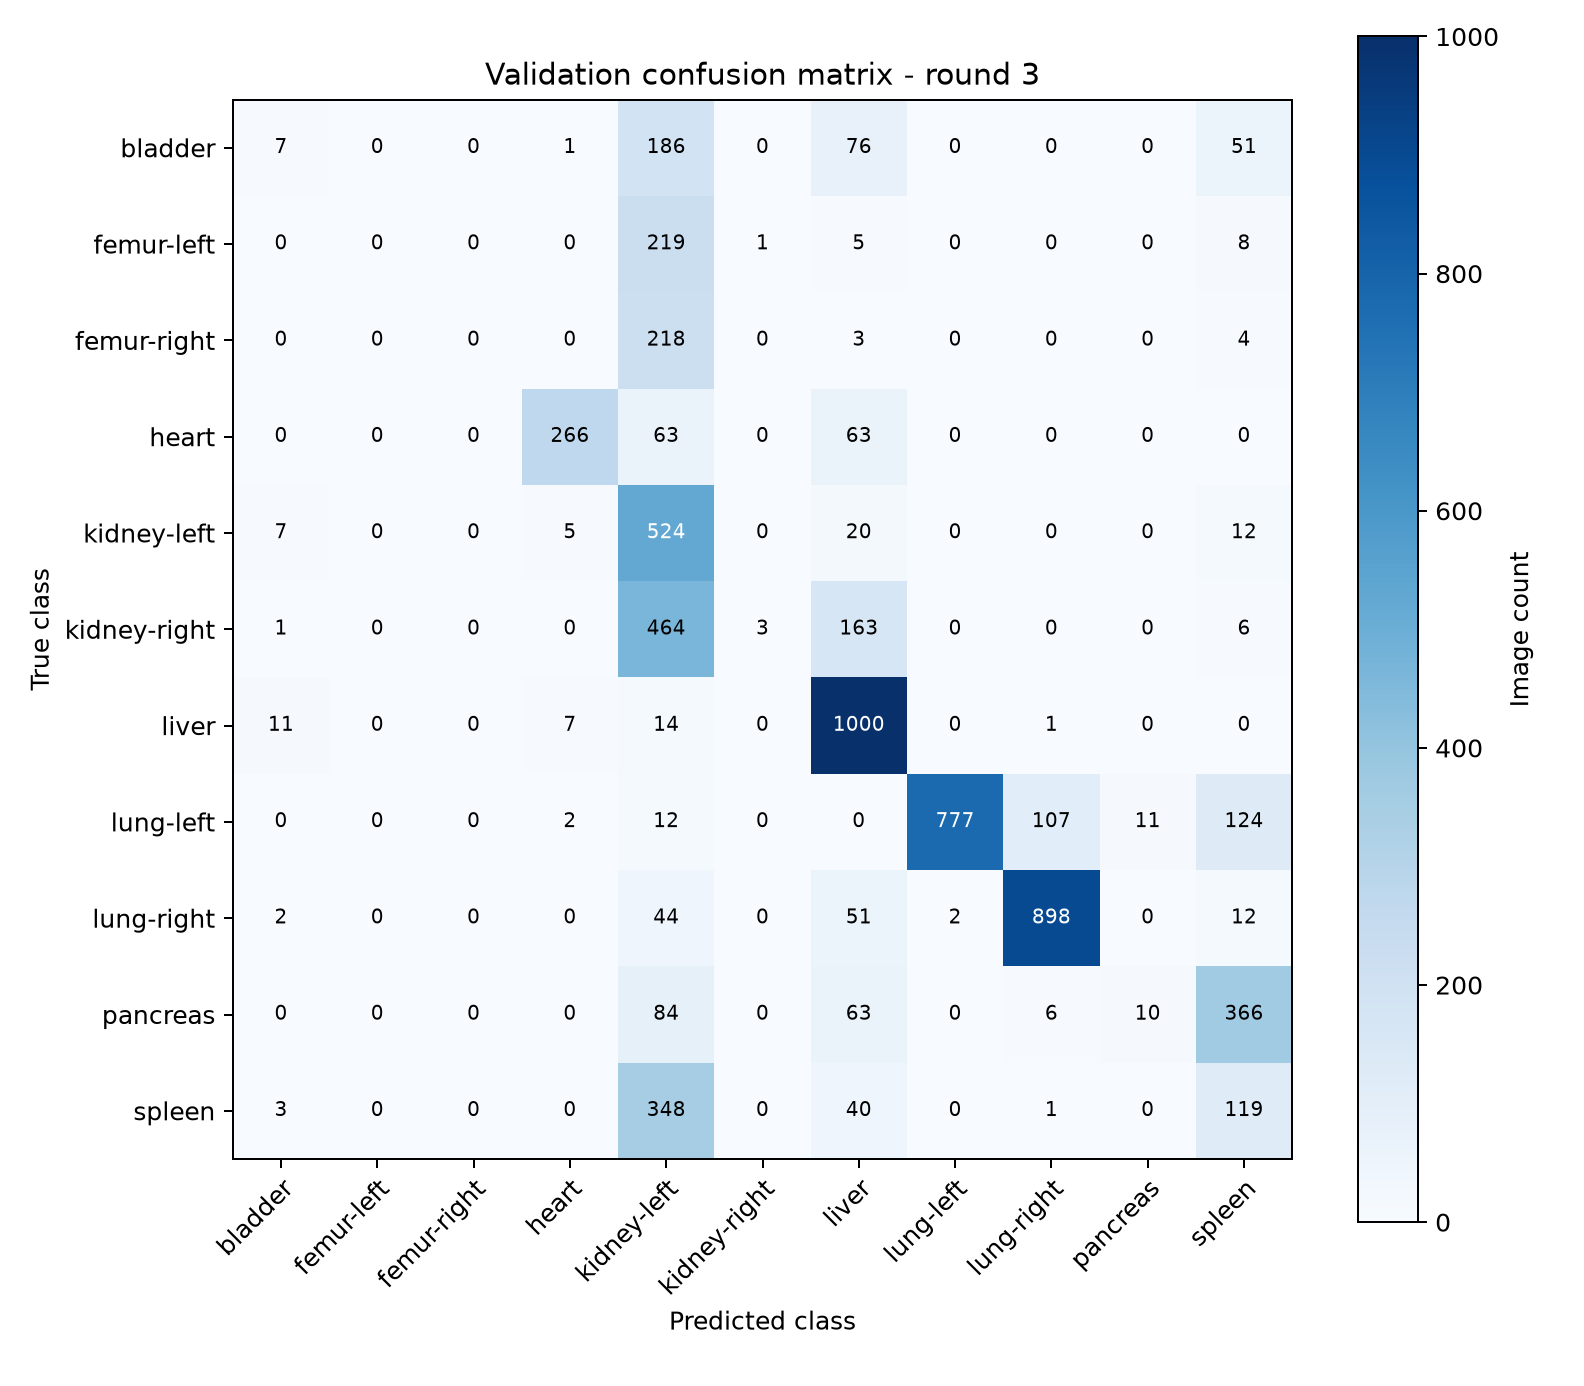 Validation confusion matrix - round 3
bladder 7 0 0 1 186 0 76 0 0 0 51
femur-left 0 0 0 0 219 1 5 0 0 0 8
femur-right 0 0 0 0 218 0 3 0 0 0 4
heart 0 0 0 266 63 0 63 0 0 0 0
kidney-left 7 0 0 5 524 0 20 0 0 0 12
kidney-right 1 0 0 0 464 3 163 0 0 0 6
liver 11 0 0 7 14 0 1000 0 1 0 0
lung-left 0 0 0 2 12 0 0 777 107 11 124
lung-right 2 0 0 0 44 0 51 2 898 0 12
pancreas 0 0 0 0 84 0 63 0 6 10 366
spleen 3 0 0 0 348 0 40 0 1 0 119
True class
bladder femur-left femur-right heart kidney-left kidney-right liver lung-left lung-right pancreas spleen
Predicted class
1000
800
600
400
200
0
Image count